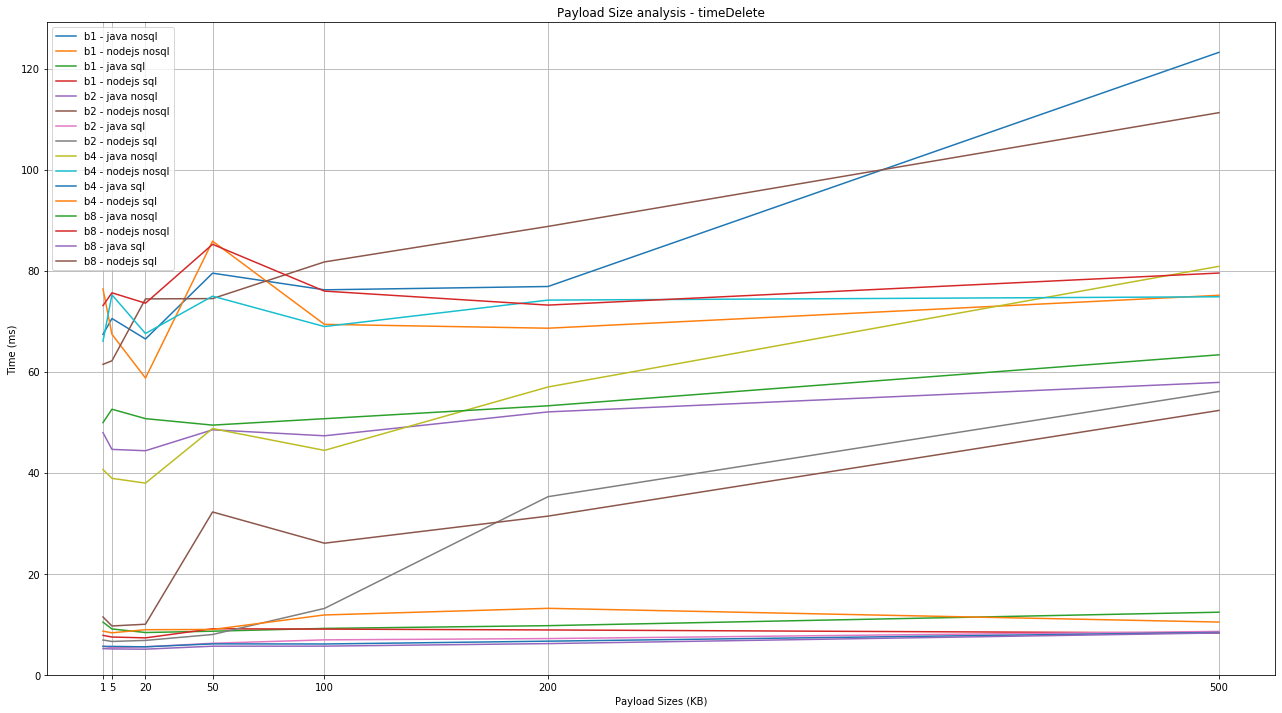 Payload Size analysis - timeDelete
b1 - java nosql
b1 - nodejs nosql
b1 - java sql
b1 - nodejs sql
b2 - java nosql
b2 - nodejs nosql
b2 - java sql
b2 - nodejs sql
b4 - java nosql
b4 - nodejs nosql
b4 - java sql
b4 - nodejs sql
b8 - java nosql
b8 - nodejs nosql
b8 - java sql
b8 - nodejs sql
120
100
80
60
40
20
0
Time (ms)
1 5 20 50 100 200 500
Payload Sizes (KB)